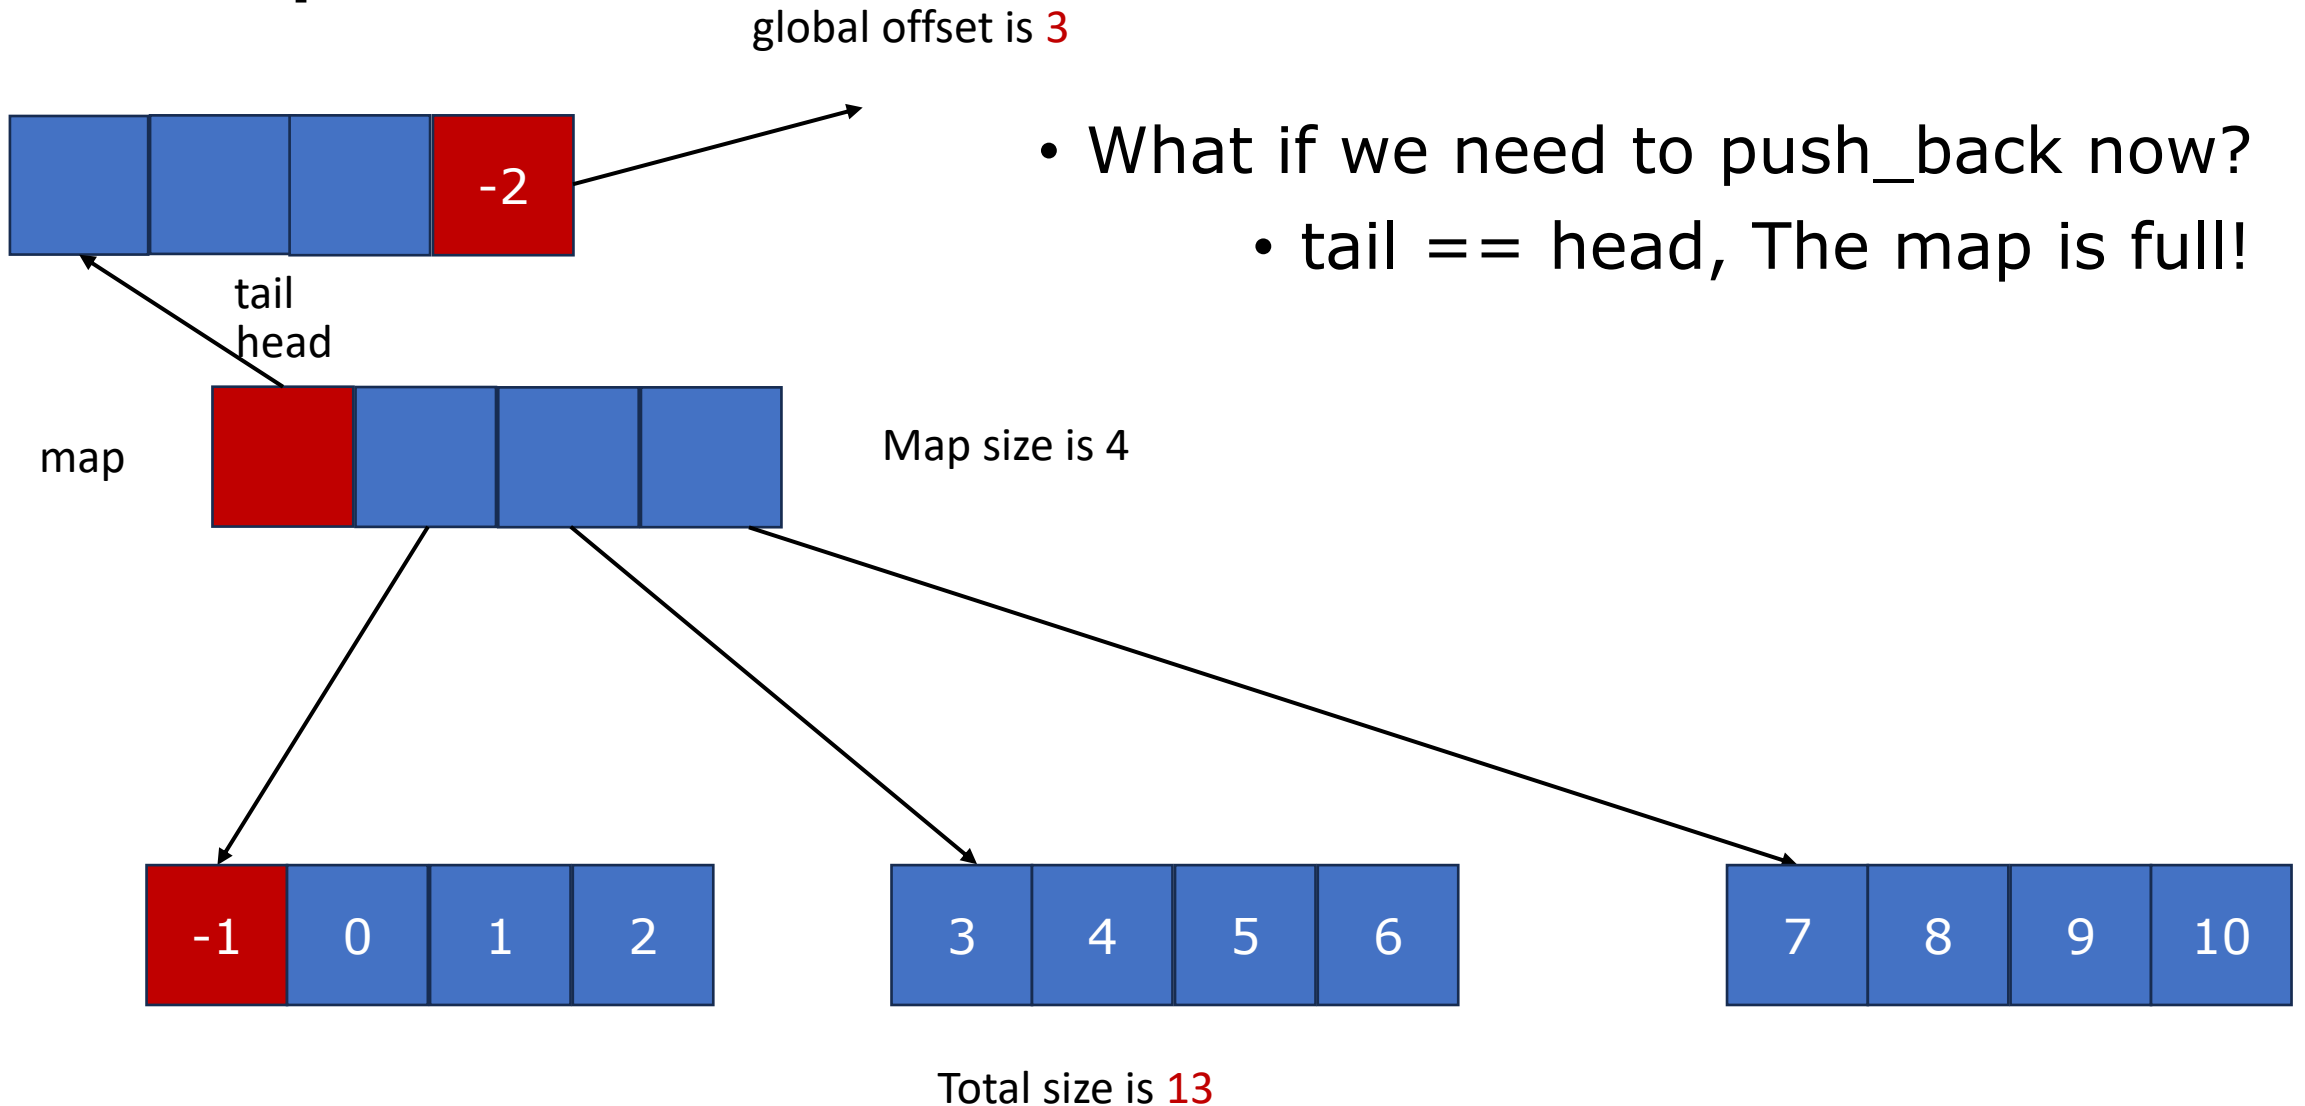 global offset is 3
• What if we need to push_back now?
• tail == head, The map is full!
-2
tail
head
map
Map size is 4
-1 0 1 2 3 4 5 6 7 8 9 10
Total size is 13